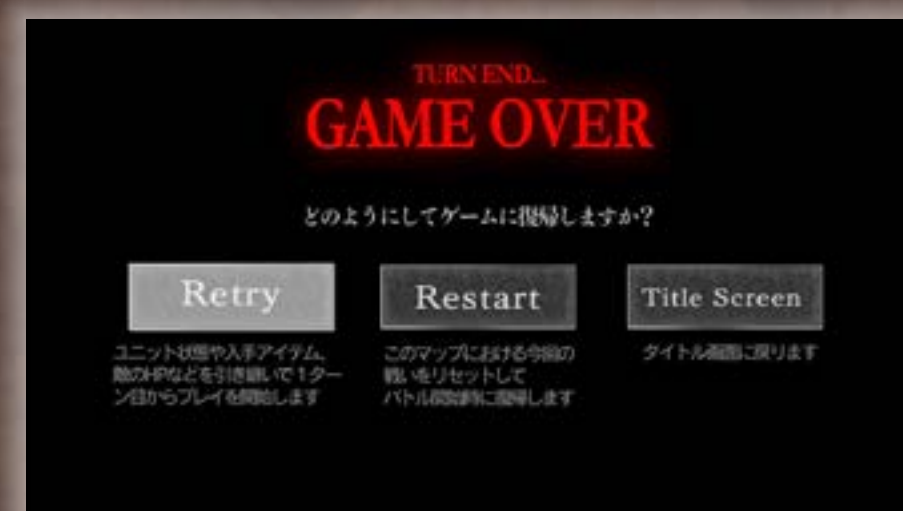 TURN END...
GAME OVER
どのようにしてゲームに復帰しますか?
Retry
ユニット状態や入手アイテム、
敵のHPなどを引き継いで1ター
ン目からプレイを開始します
Restart
このマップにおける今回の
戦いをリセットして
バトル開始時に復帰します
Title Screen
タイトル画面に戻ります